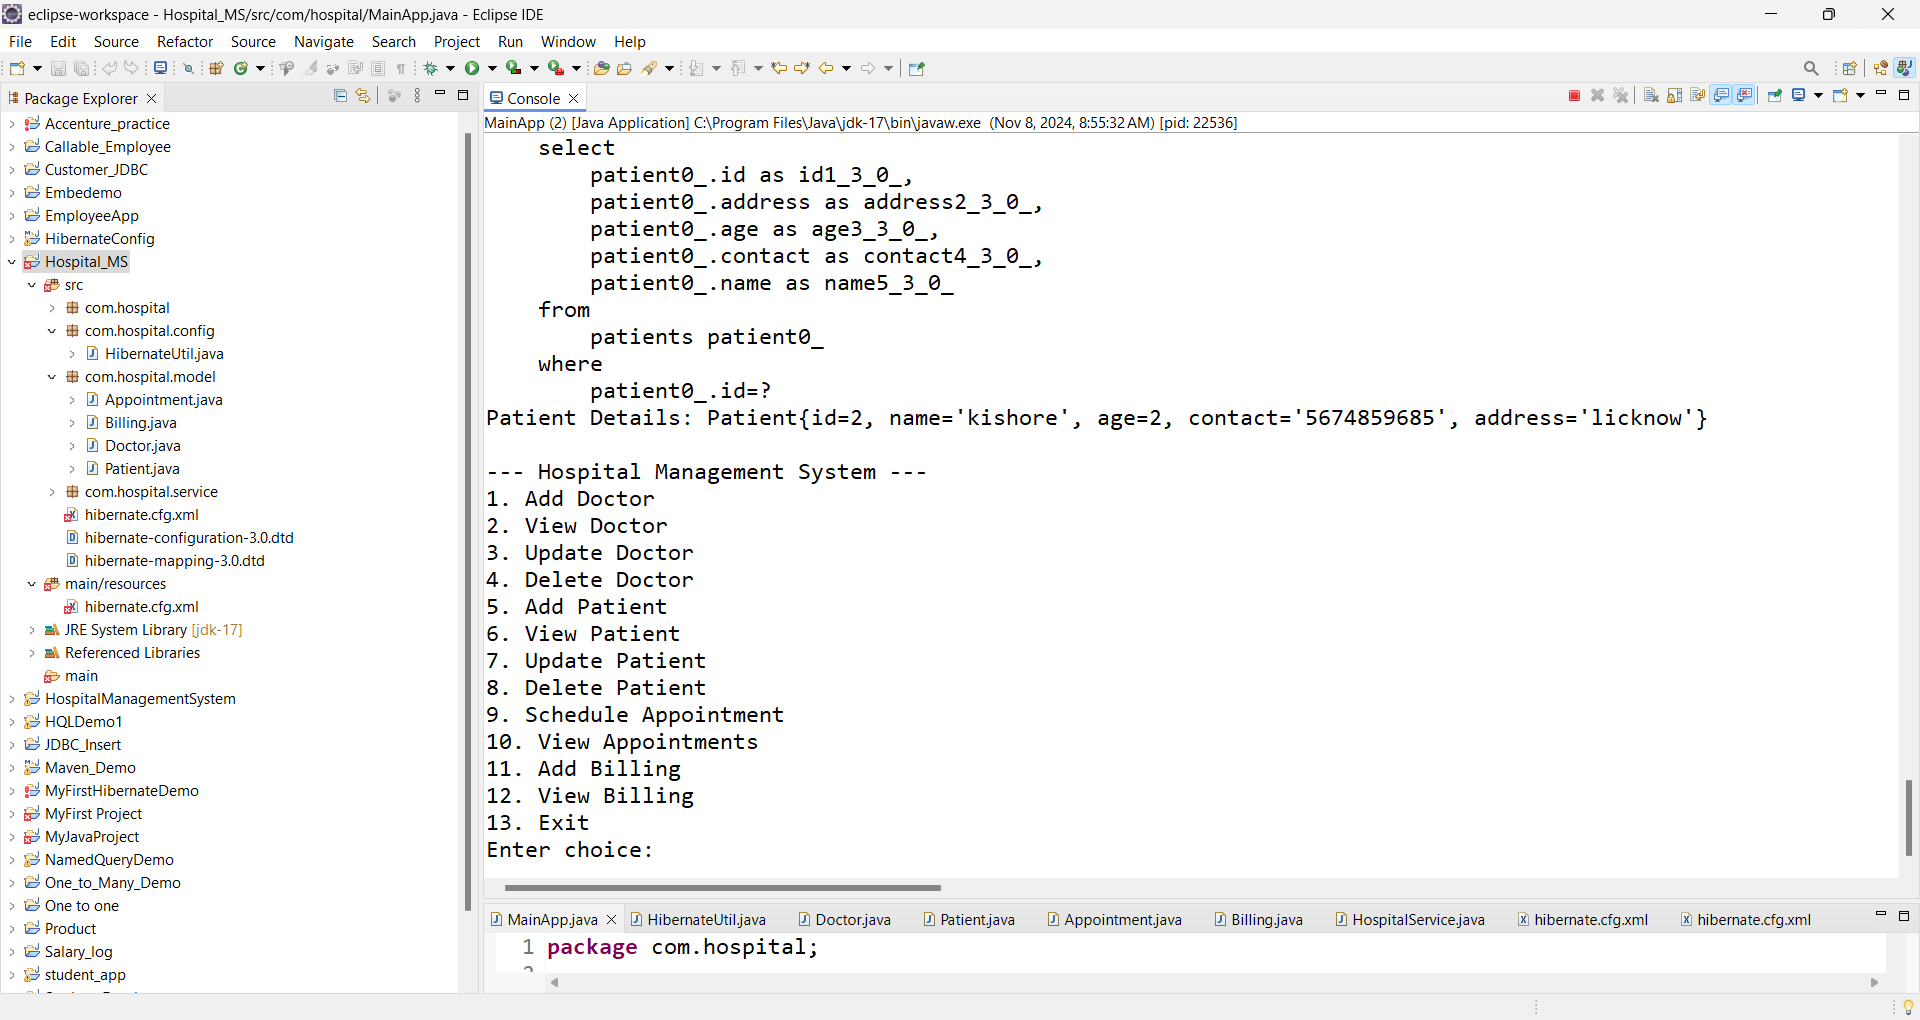 eclipse-workspace - Hospital_MS/src/com/hospital/MainApp.java - Eclipse IDE
File Edit Source Refactor Source Navigate Search Project Run Window Help
Package Explorer
Accenture_practice
Callable_Employee
Customer_JDBC
Embedemo
EmployeeApp
HibernateConfig
Hospital_MS
src
com.hospital
com.hospital.config
HibernateUtil.java
com.hospital.model
Appointment.java
Billing.java
Doctor.java
Patient.java
com.hospital.service
hibernate.cfg.xml
hibernate-configuration-3.0.dtd
hibernate-mapping-3.0.dtd
main/resources
hibernate.cfg.xml
JRE System Library [jdk-17]
Referenced Libraries
main
HospitalManagementSystem
HQLDemo1
JDBC_Insert
Maven_Demo
MyFirstHibernateDemo
MyFirst Project
MyJavaProject
NamedQueryDemo
One_to_Many_Demo
One to one
Product
Salary_log
student_app
Console
MainApp (2) [Java Application] C:\Program Files\Java\jdk-17\bin\javaw.exe (Nov 8, 2024, 8:55:32 AM) [pid: 22536]
select
patient0_.id as id1_3_0_,
patient0_.address as address2_3_0_,
patient0_.age as age3_3_0_,
patient0_.contact as contact4_3_0_,
patient0_.name as name5_3_0_
from
patients patient0_
where
patient0_.id=?
Patient Details: Patient{id=2, name='kishore', age=2, contact='5674859685', address='licknow'}
--- Hospital Management System ---
1. Add Doctor
2. View Doctor
3. Update Doctor
4. Delete Doctor
5. Add Patient
6. View Patient
7. Update Patient
8. Delete Patient
9. Schedule Appointment
10. View Appointments
11. Add Billing
12. View Billing
13. Exit
Enter choice:
MainApp.java HibernateUtil.java Doctor.java Patient.java Appointment.java Billing.java HospitalService.java hibernate.cfg.xml hibernate.cfg.xml
1 package com.hospital;